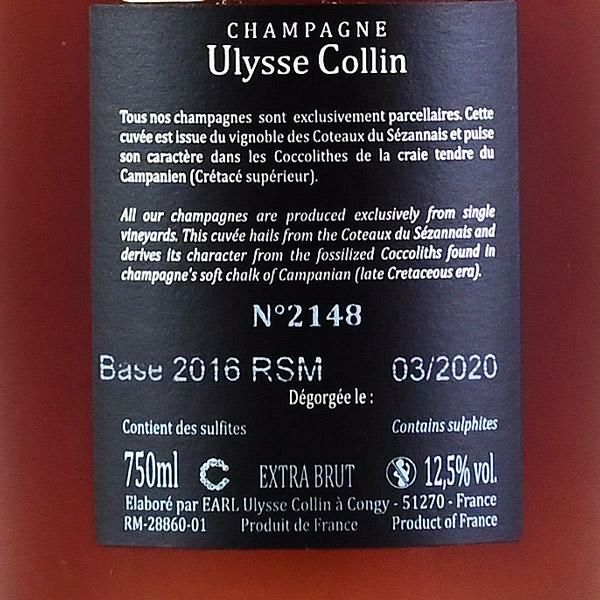 CHAMPAGNE
Ulysse Collin
Tous nos champagnes sont exclusivement parcellaires. Cette
cuvée est issue du vignoble des Coteaux du Sézannais et puise
son caractère dans les Coccolithes de la craie tendre du
Campanien (Crétacé supérieur).
All our champagnes are produced exclusively from single
vineyards. This cuvée hails from the Coteaux du Sézannais and
derives its character from the fossilized Coccoliths found in
champagne's soft chalk of Campanian (late Cretaceous era).
N°2148
Base 2016 RSM 03/2020
Dégorgée le :
Contient des sulfites Contains sulphites
750ml EXTRA BRUT 12,5% vol.
Elaboré par EARL Ulysse Collin à Congy - 51270 - France
RM-28860-01 Produit de France Product of France